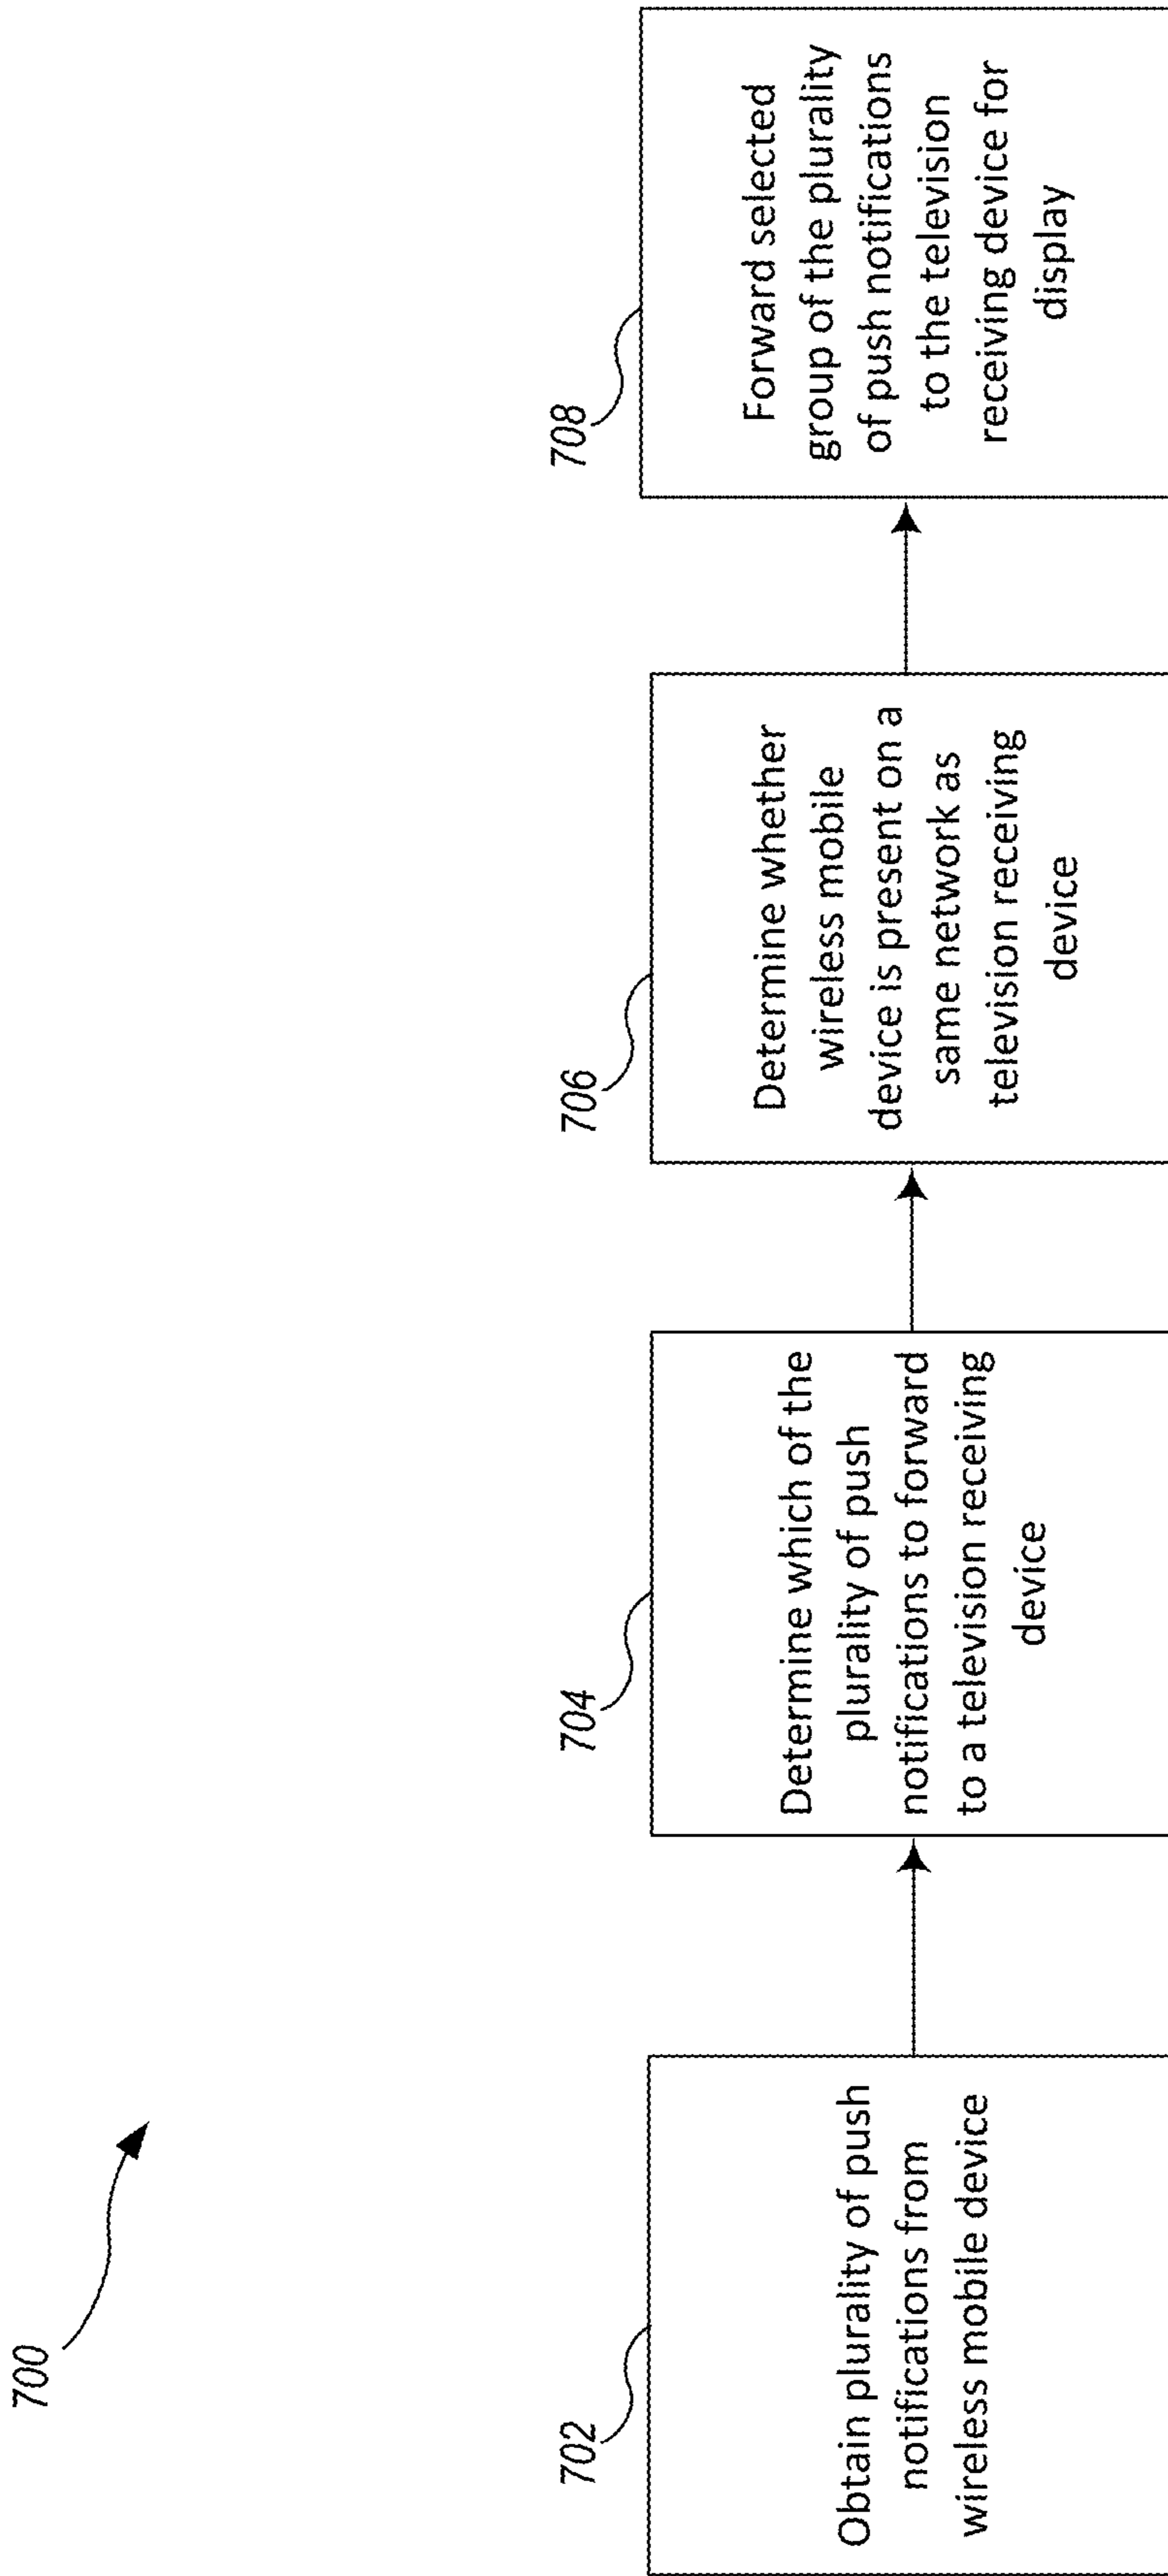 700
702
Obtain plurality of push
notifications from
wireless mobile device
704
Determine which of the
plurality of push
notifications to forward
to a television receiving
device
706
Determine whether
wireless mobile
device is present on a
same network as
television receiving
device
708
Forward selected
group of the plurality
of push notifications
to the television
receiving device for
display